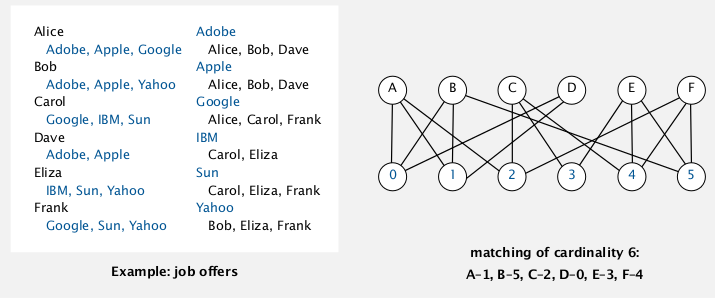 Alice
Adobe, Apple, Google
Bob
Adobe, Apple, Yahoo
Carol
Google, IBM, Sun
Dave
Adobe, Apple
Eliza
IBM, Sun, Yahoo
Frank
Google, Sun, Yahoo
Adobe
Alice, Bob, Dave
Apple
Alice, Bob, Dave
Google
Alice, Carol, Frank
IBM
Carol, Eliza
Sun
Carol, Eliza, Frank
Yahoo
Bob, Eliza, Frank
Example: job offers
A B C D E F
0 1 2 3 4 5
matching of cardinality 6:
A–1, B–5, C–2, D–0, E–3, F–4